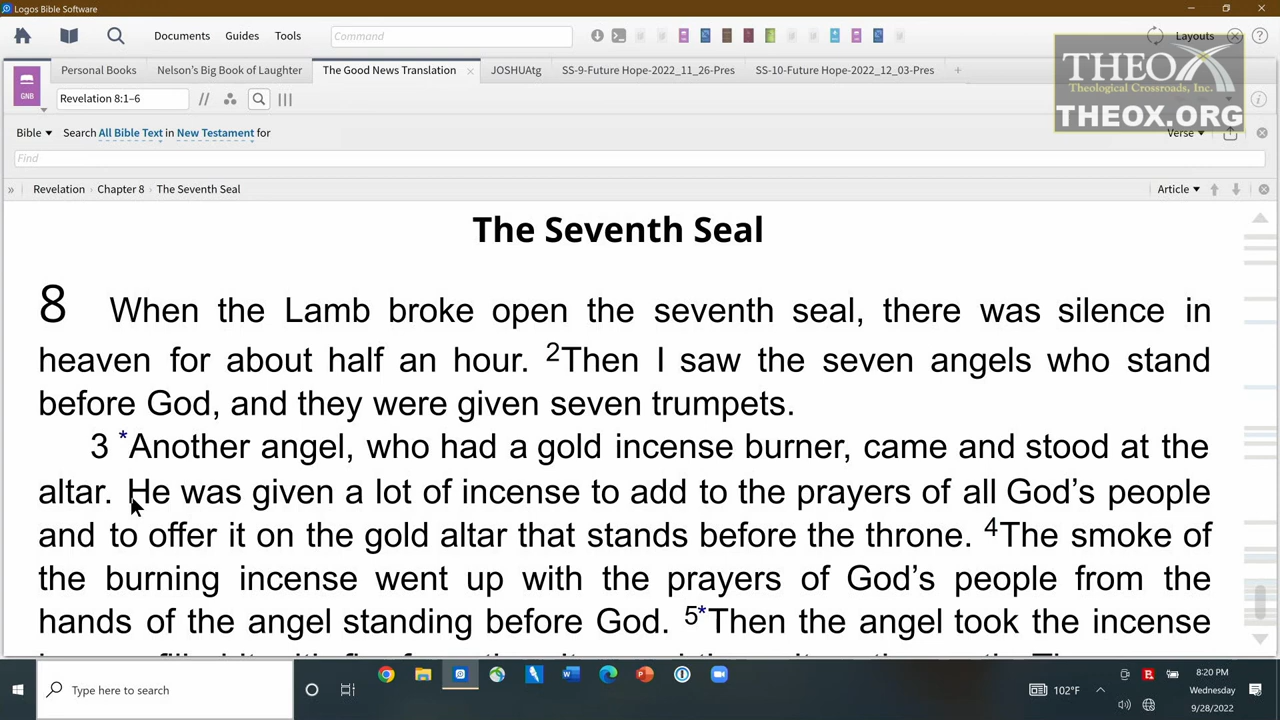 Logos Bible Software
Documents Guides Tools Command Layouts
THEOX
Theological Crossroads, Inc.
THEOX.ORG
GNB Personal Books Nelson's Big Book of Laughter The Good News Translation JOSHUAtg SS-9-Future Hope-2022_11_26-Pre SS-10-Future Hope-2022_12_03-Pres
Revelation 8:1–6
Bible Search All Bible Text in New Testament for Verse
Find
Revelation Chapter 8 The Seventh Seal Article
The Seventh Seal
8 When the Lamb broke open the seventh seal, there was silence in
heaven for about half an hour. 2Then I saw the seven angels who stand
before God, and they were given seven trumpets.
3 *Another angel, who had a gold incense burner, came and stood at the
altar. He was given a lot of incense to add to the prayers of all God's people
and to offer it on the gold altar that stands before the throne. 4The smoke of
the burning incense went up with the prayers of God's people from the
hands of the angel standing before God. 5*Then the angel took the incense
Type here to search
102°F
8:20 PM
Wednesday
9/28/2022